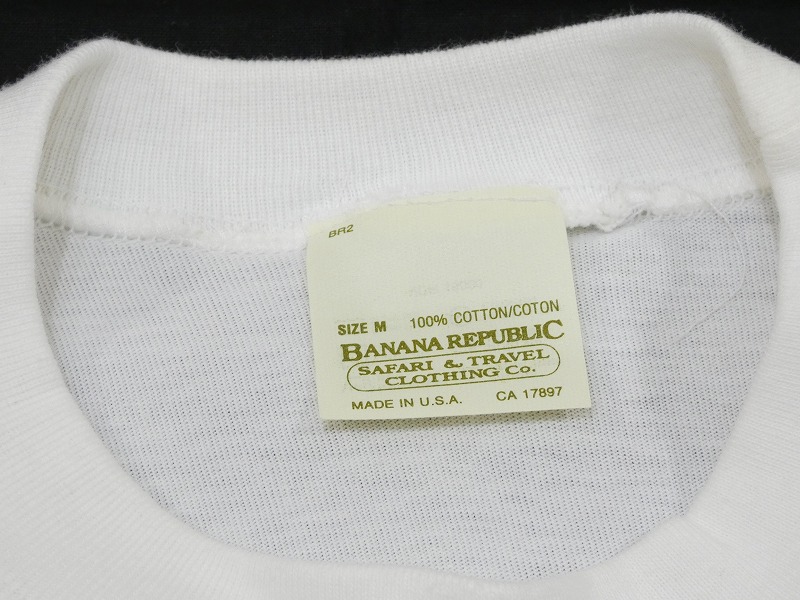 BR2
SIZE M 100% COTTON/COTON
BANANA REPUBLIC
SAFARI & TRAVEL
CLOTHING CO.
MADE IN U.S.A. CA 17897